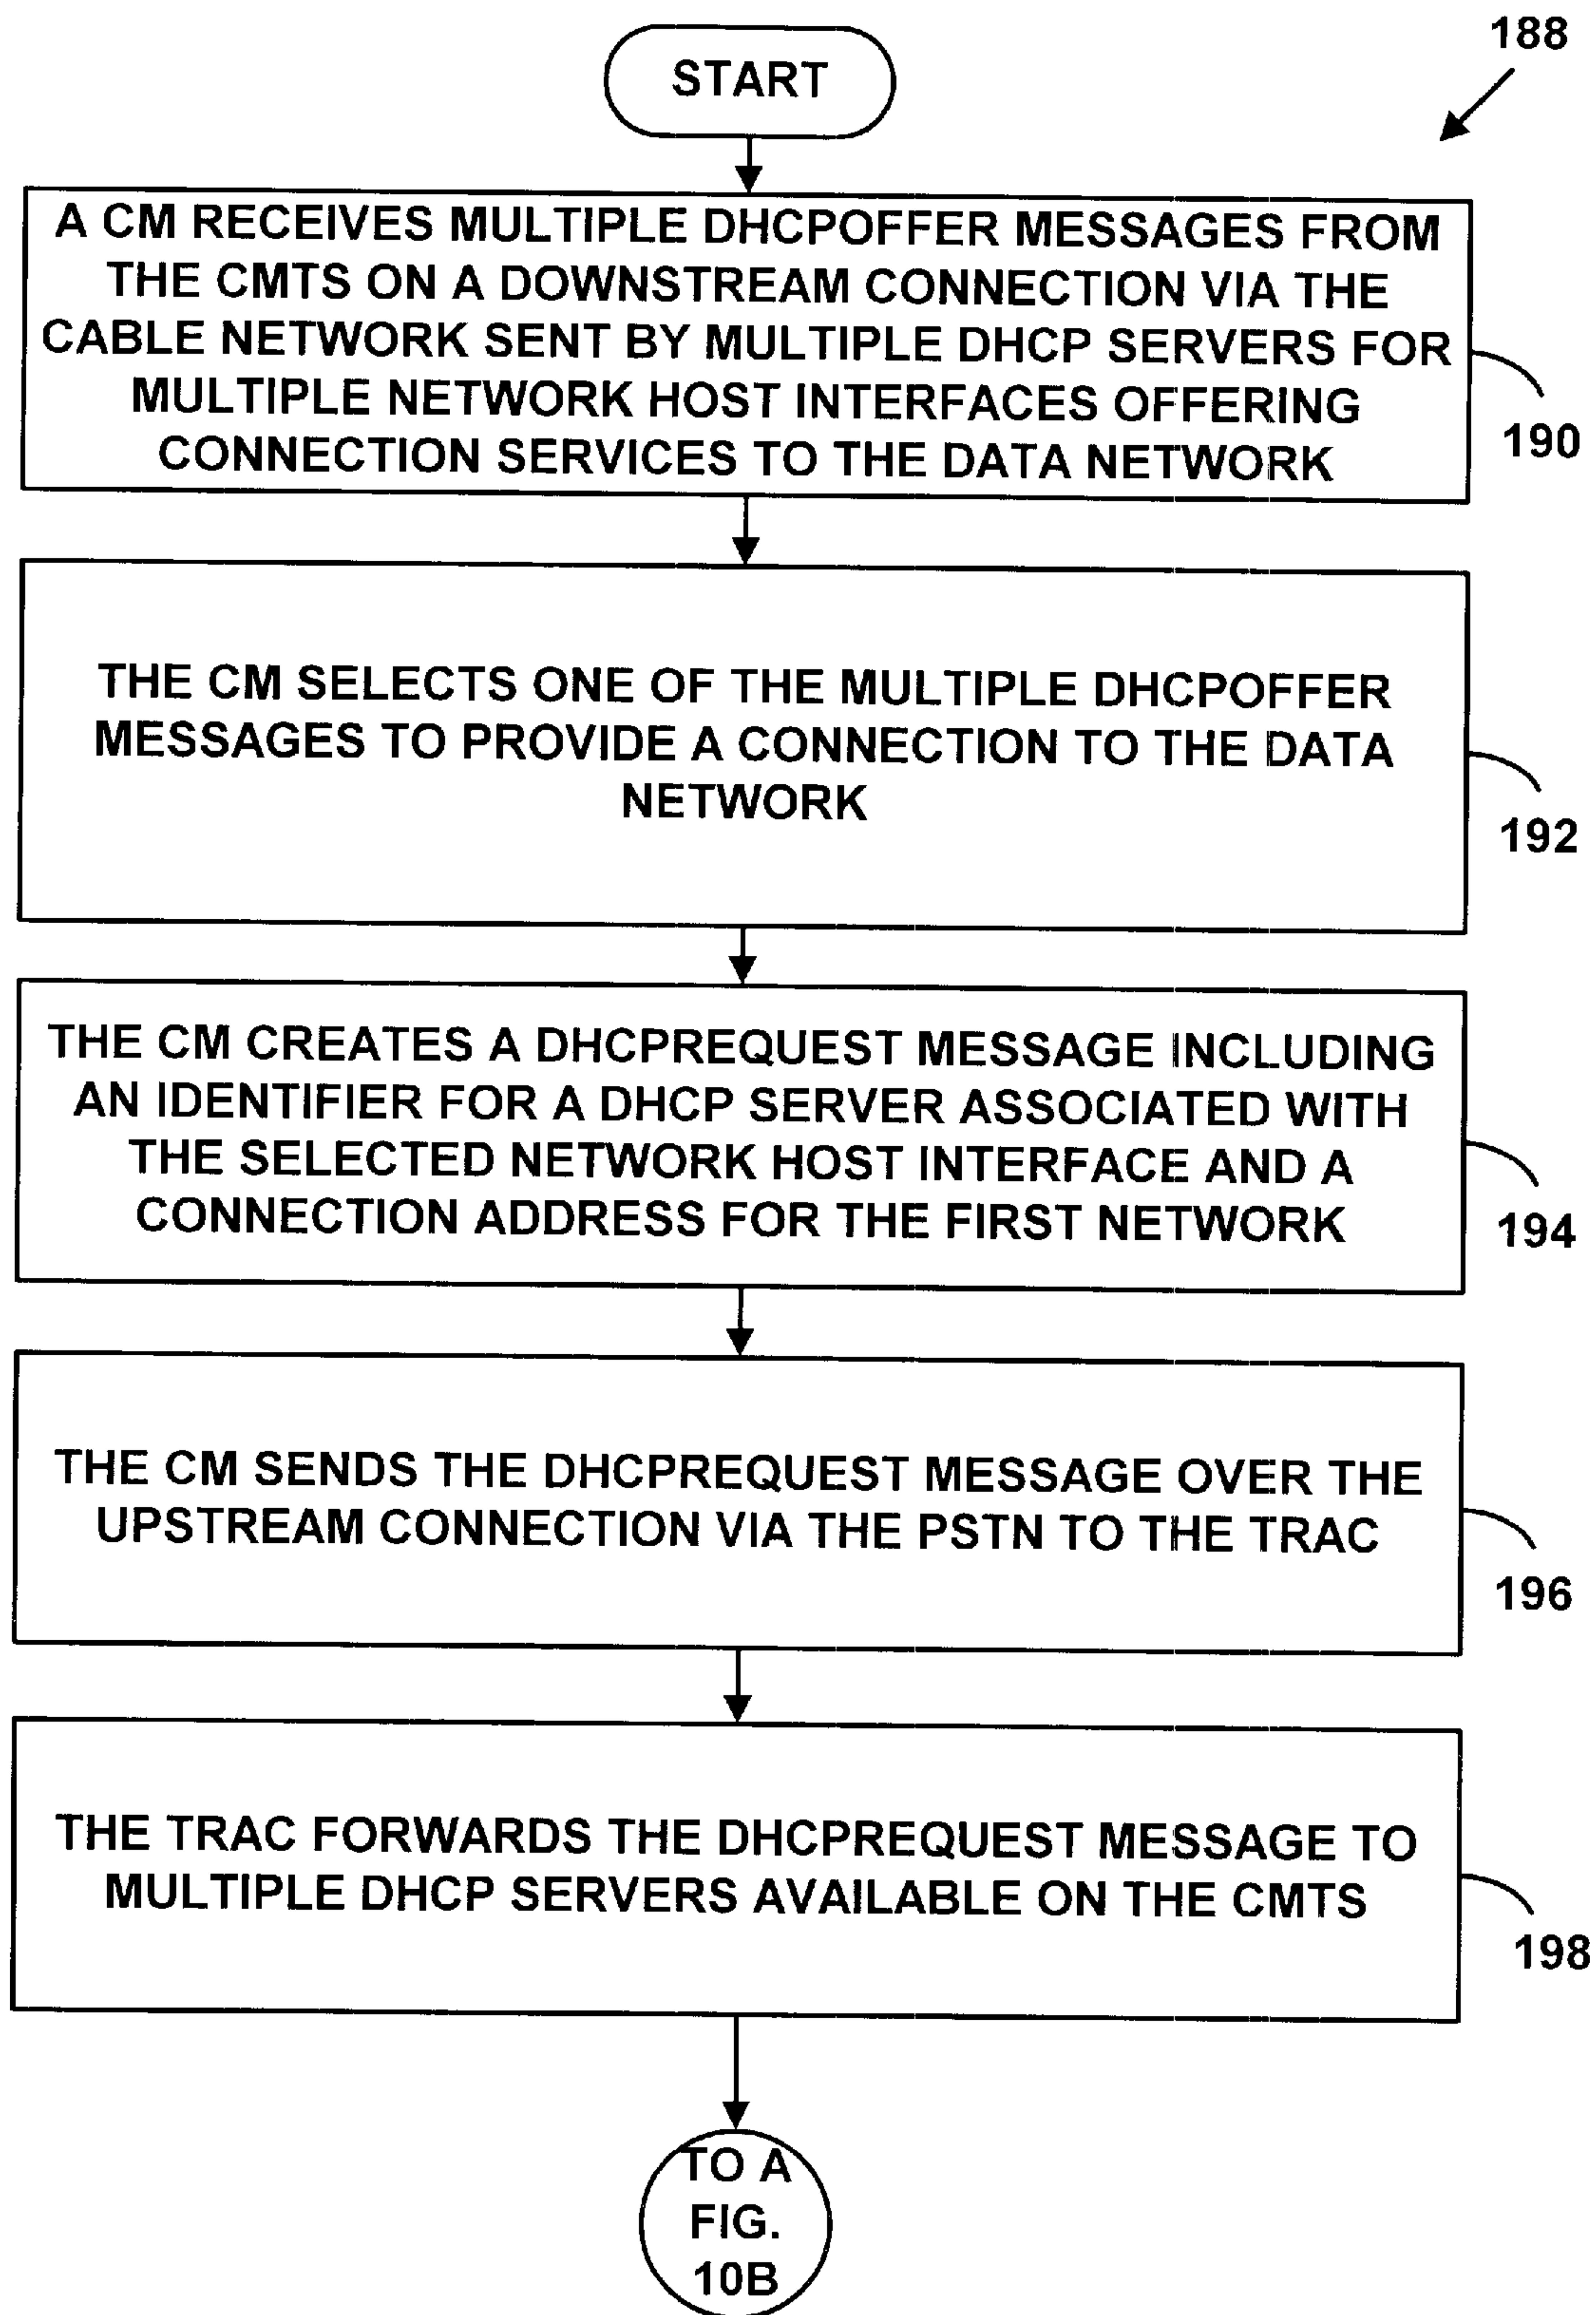 188
START
A CM RECEIVES MULTIPLE DHCPOFFER MESSAGES FROM
THE CMTS ON A DOWNSTREAM CONNECTION VIA THE
CABLE NETWORK SENT BY MULTIPLE DHCP SERVERS FOR
MULTIPLE NETWORK HOST INTERFACES OFFERING
CONNECTION SERVICES TO THE DATA NETWORK
190
THE CM SELECTS ONE OF THE MULTIPLE DHCPOFFER
MESSAGES TO PROVIDE A CONNECTION TO THE DATA
NETWORK
192
THE CM CREATES A DHCPREQUEST MESSAGE INCLUDING
AN IDENTIFIER FOR A DHCP SERVER ASSOCIATED WITH
THE SELECTED NETWORK HOST INTERFACE AND A
CONNECTION ADDRESS FOR THE FIRST NETWORK
194
THE CM SENDS THE DHCPREQUEST MESSAGE OVER THE
UPSTREAM CONNECTION VIA THE PSTN TO THE TRAC
196
THE TRAC FORWARDS THE DHCPREQUEST MESSAGE TO
MULTIPLE DHCP SERVERS AVAILABLE ON THE CMTS
198
TO A
FIG.
10B